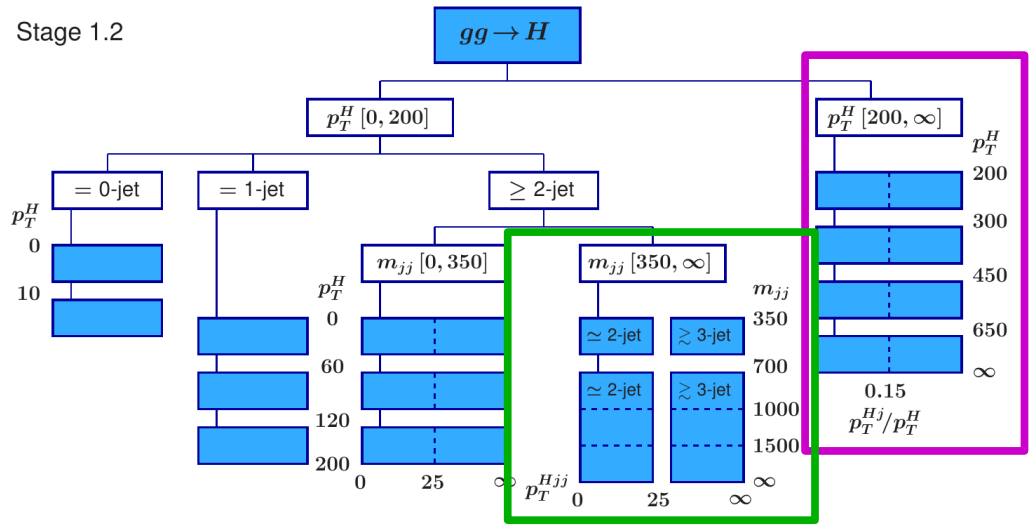 Stage 1.2
gg → H
p_T^H [0, 200]
p_T^H [200, ∞]
= 0-jet
= 1-jet
≥ 2-jet
p_T^H
0
10
m_jj [0, 350]
m_jj [350, ∞]
p_T^H
0
60
120
200
0
25
∞
m_jj
350
700
1000
1500
∞
≃ 2-jet
≳ 3-jet
≃ 2-jet
≳ 3-jet
p_T^Hjj
0
25
∞
p_T^H
200
300
450
650
∞
0.15
p_T^Hj/p_T^H